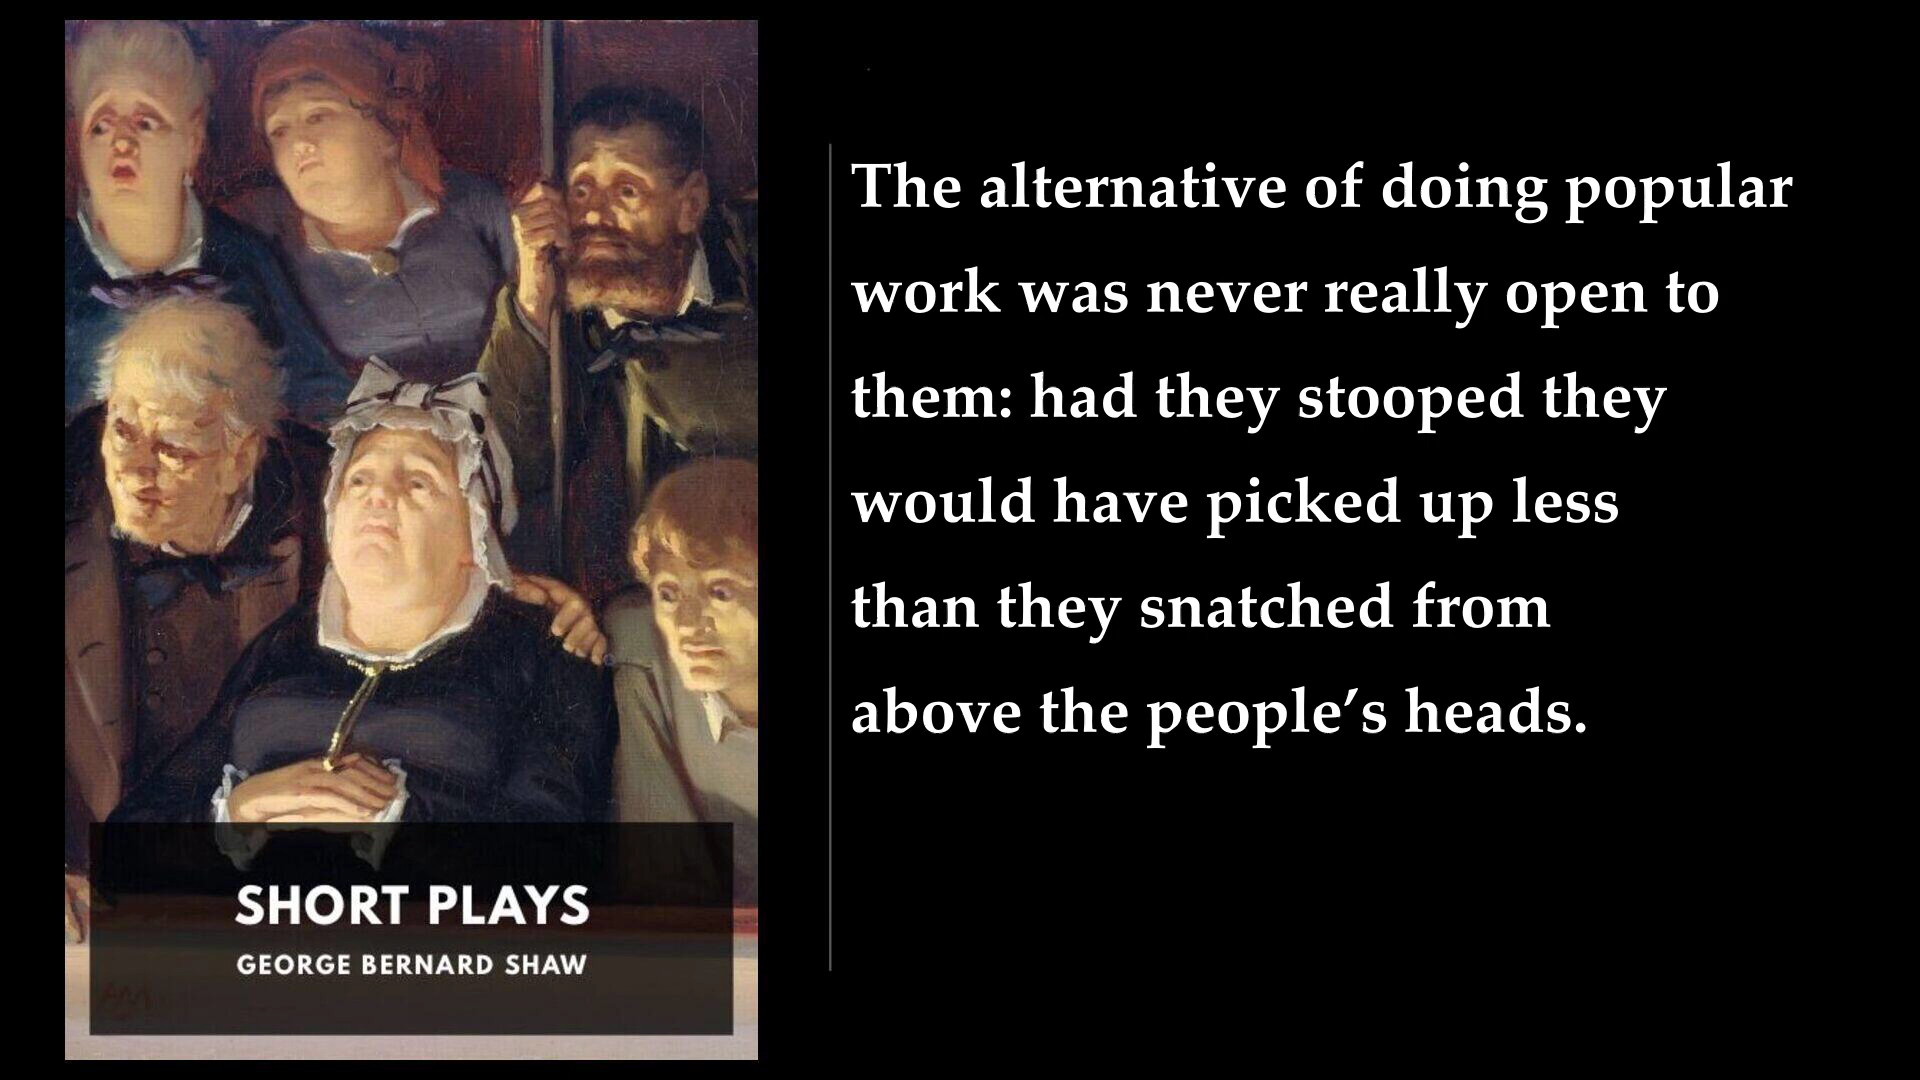 The alternative of doing popular
work was never really open to
them: had they stooped they
would have picked up less
than they snatched from
above the people’s heads.
SHORT PLAYS
GEORGE BERNARD SHAW